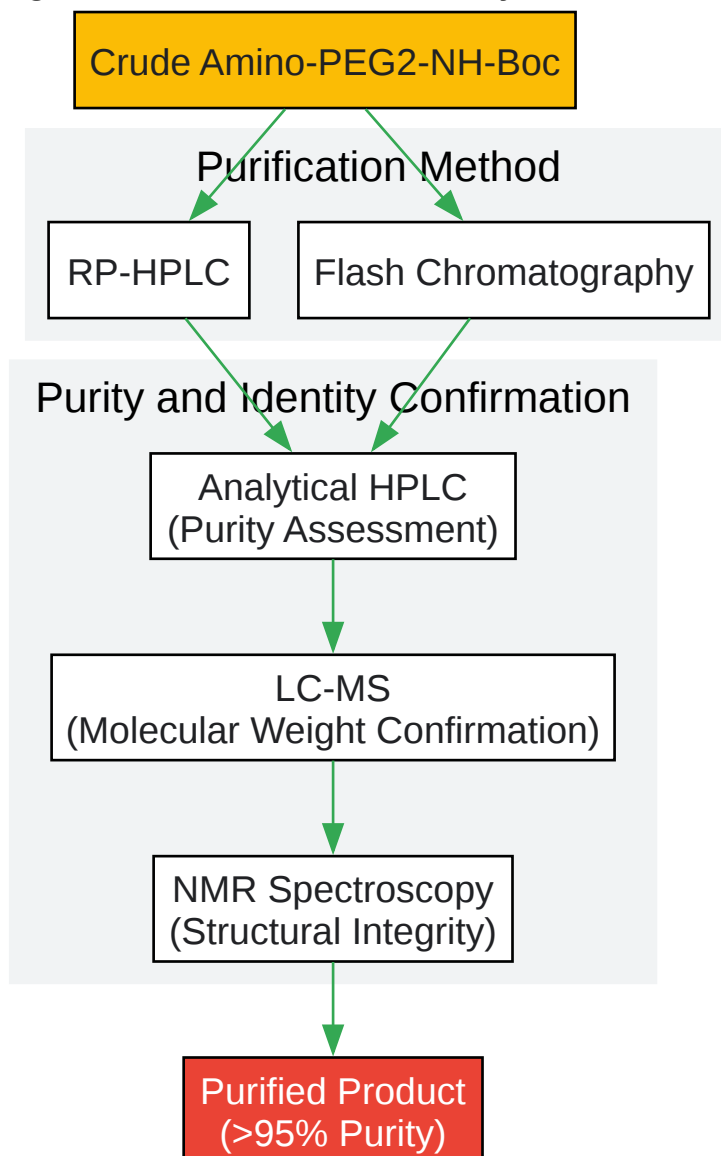 Crude Amino-PEG2-NH-Boc
Purification Method
RP-HPLC
Flash Chromatography
Purity and Identity Confirmation
Analytical HPLC
(Purity Assessment)
LC-MS
(Molecular Weight Confirmation)
NMR Spectroscopy
(Structural Integrity)
Purified Product
(>95% Purity)